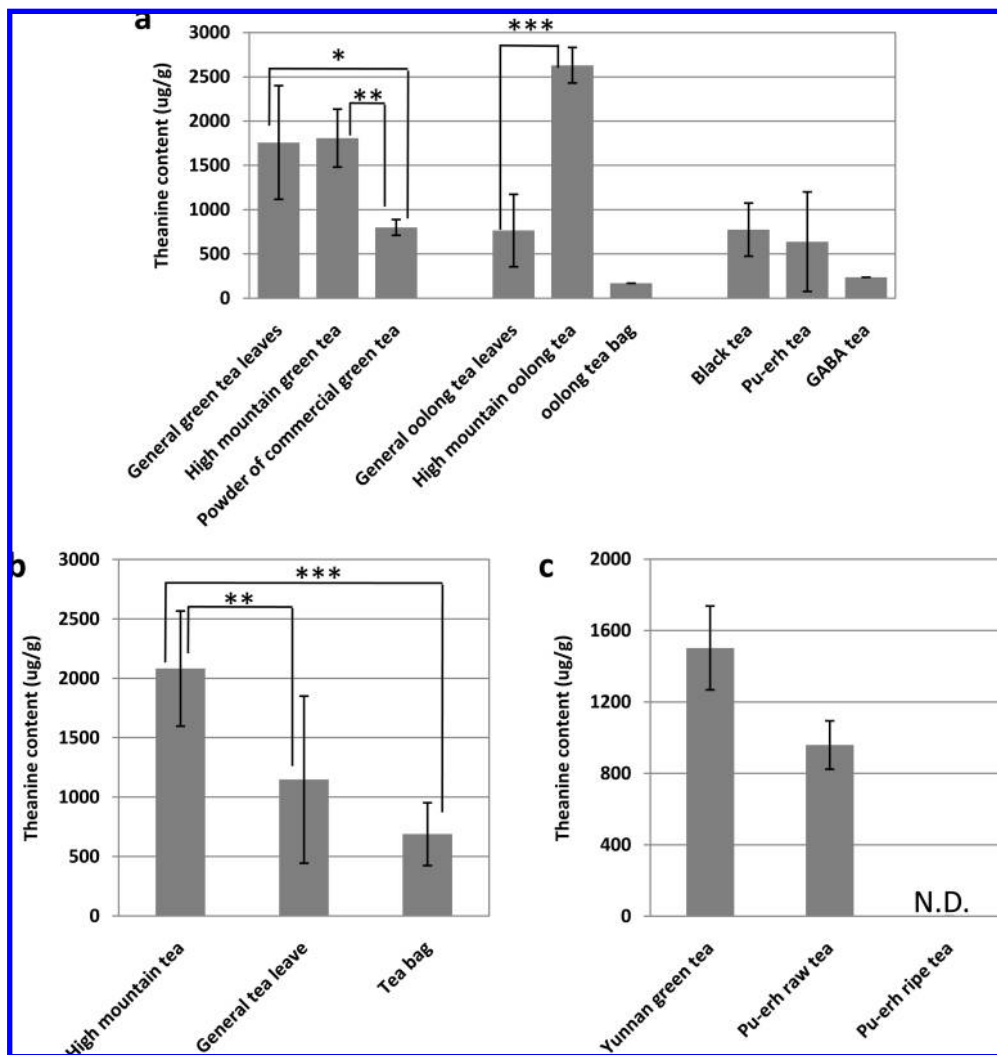 a
Theanine content (ug/g)
3000
2500
2000
1500
1000
500
0
*
**
***
General green tea leaves
High mountain green tea
Powder of commercial green tea
General oolong tea leaves
High mountain oolong tea
oolong tea bag
Black tea
Pu-erh tea
GABA tea
b
Theanine content (ug/g)
3000
2500
2000
1500
1000
500
0
***
**
High mountain tea
General tea leave
Tea bag
c
Theanine content (ug/g)
2000
1600
1200
800
400
0
N.D.
Yunnan green tea
Pu-erh raw tea
Pu-erh ripe tea